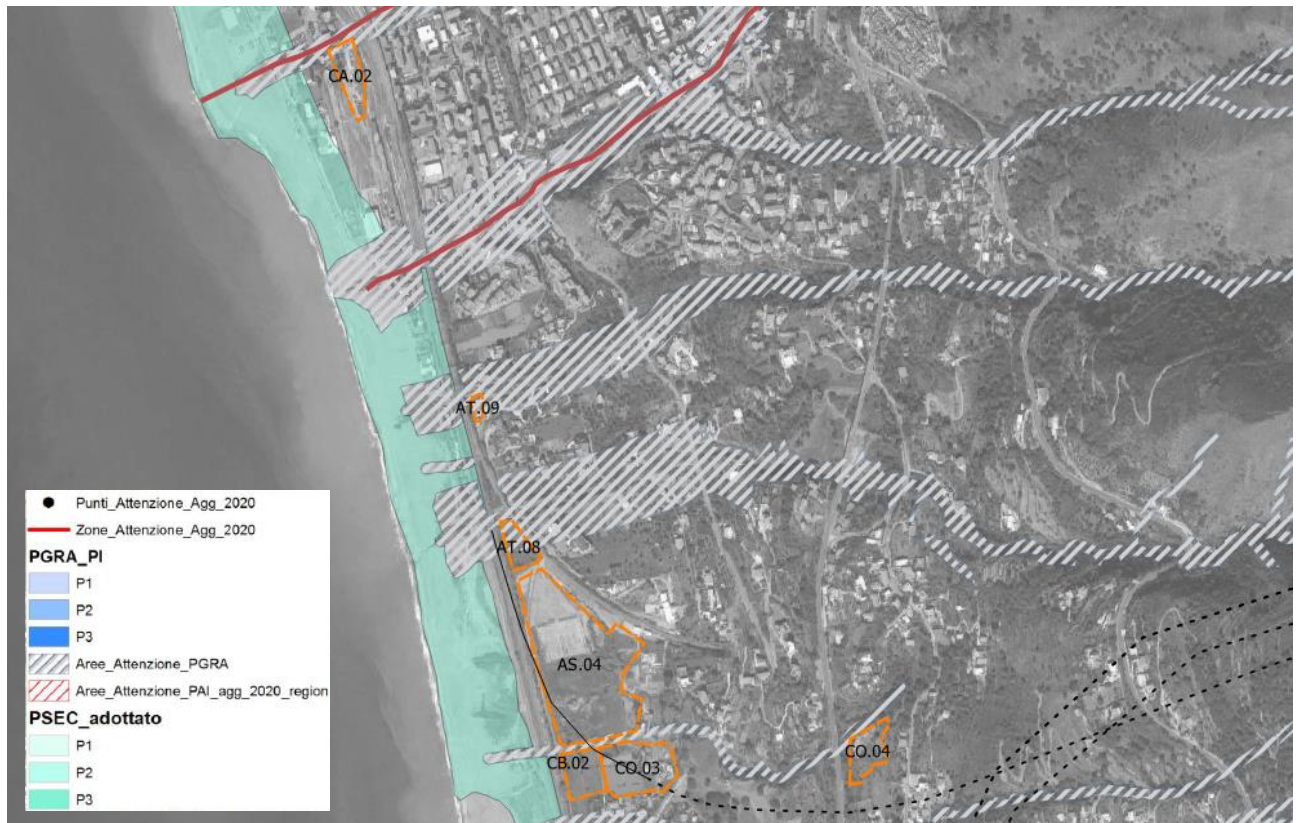 CA.02
AT.09
AT.08
AS.04
CB.02
CO.03
CO.04
Punti_Attenzione_Agg_2020
Zone_Attenzione_Agg_2020
PGRA_PI
P1
P2
P3
Aree_Attenzione_PGRA
Aree_Attenzione_PAI_agg_2020_region
PSEC_adottato
P1
P2
P3